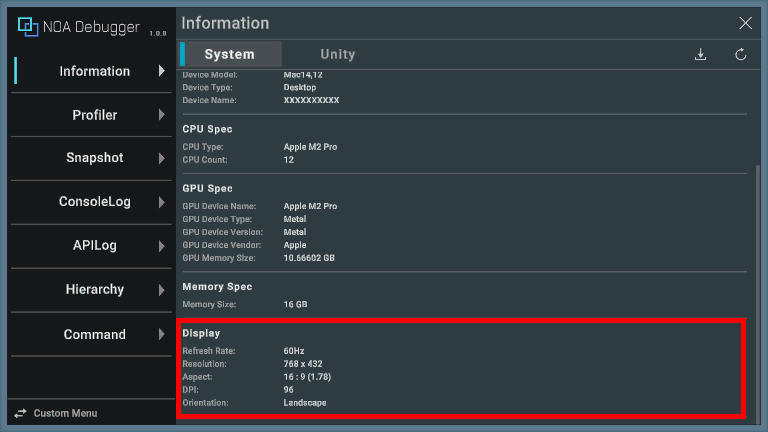 NOA Debugger 1.0.0
Information
Profiler
Snapshot
ConsoleLog
APILog
Hierarchy
Command
Custom Menu
Information
System Unity
Device Model: Mac14,12
Device Type: Desktop
Device Name: XXXXXXXXXX
CPU Spec
CPU Type: Apple M2 Pro
CPU Count: 12
GPU Spec
GPU Device Name: Apple M2 Pro
GPU Device Type: Metal
GPU Device Version: Metal
GPU Device Vendor: Apple
GPU Memory Size: 10.66602 GB
Memory Spec
Memory Size: 16 GB
Display
Refresh Rate: 60Hz
Resolution: 768 x 432
Aspect: 16 : 9 (1.78)
DPI: 96
Orientation: Landscape